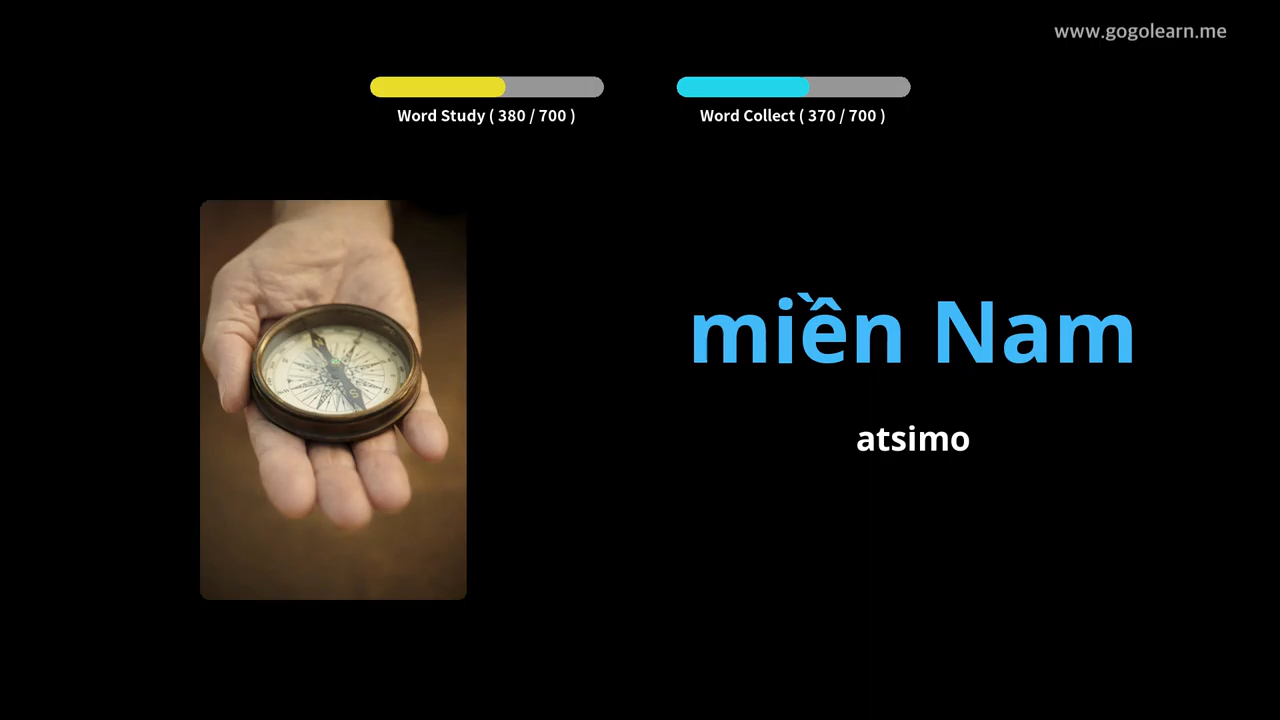 www.gogolearn.me
Word Study ( 380 / 700 )
Word Collect ( 370 / 700 )
miền Nam
atsimo